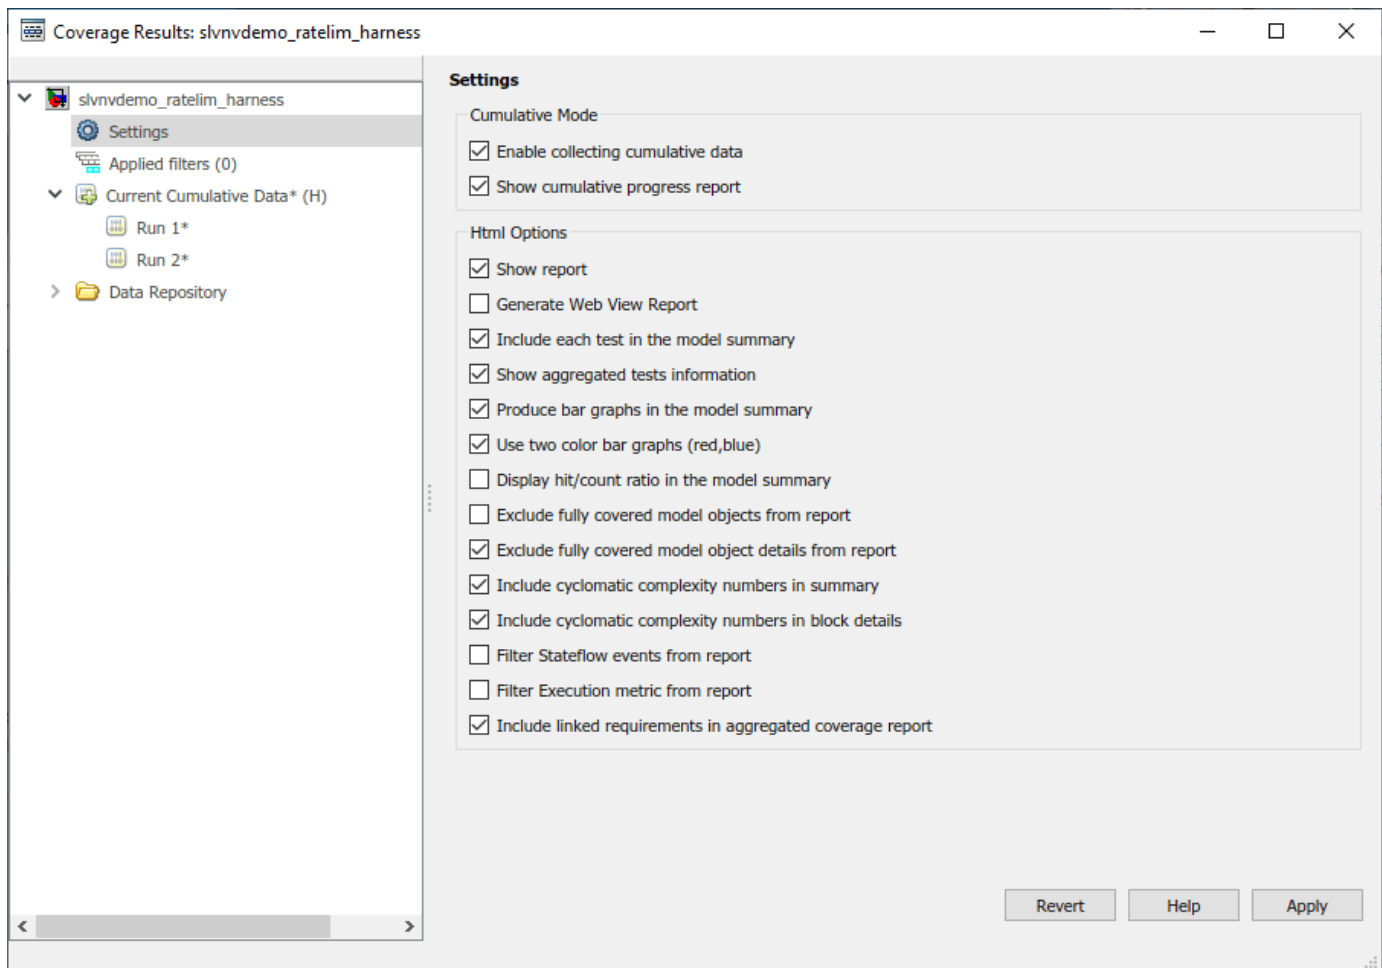 Coverage Results: slvnvdemo_ratelim_harness
slvnvdemo_ratelim_harness
Settings
Applied filters (0)
Current Cumulative Data* (H)
Run 1*
Run 2*
Data Repository
Settings
Cumulative Mode
Enable collecting cumulative data
Show cumulative progress report
Html Options
Show report
Generate Web View Report
Include each test in the model summary
Show aggregated tests information
Produce bar graphs in the model summary
Use two color bar graphs (red,blue)
Display hit/count ratio in the model summary
Exclude fully covered model objects from report
Exclude fully covered model object details from report
Include cyclomatic complexity numbers in summary
Include cyclomatic complexity numbers in block details
Filter Stateflow events from report
Filter Execution metric from report
Include linked requirements in aggregated coverage report
Revert Help Apply